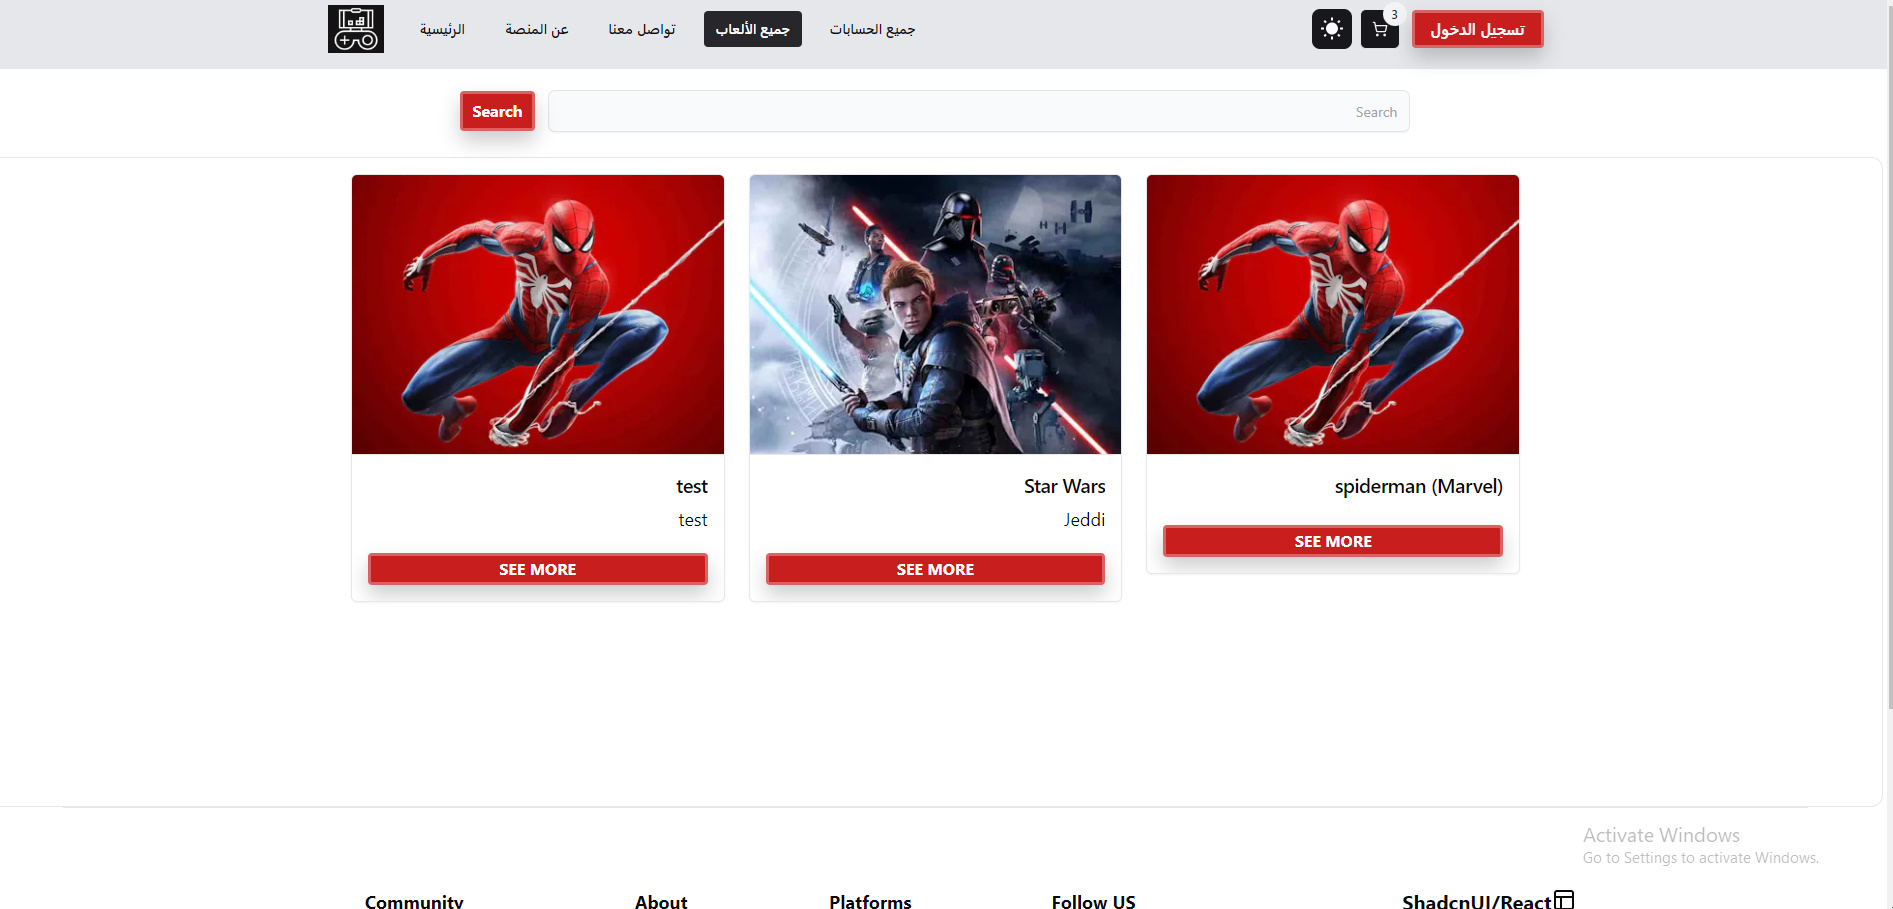 الرئيسية
عن المنصة
تواصل معنا
جميع الألعاب
جميع الحسابات
3
تسجيل الدخول
Search
Search
test
test
SEE MORE
Star Wars
Jeddi
SEE MORE
spiderman (Marvel)
SEE MORE
Activate Windows
Go to Settings to activate Windows.
Community
About
Platforms
Follow US
ShadcnUI/React